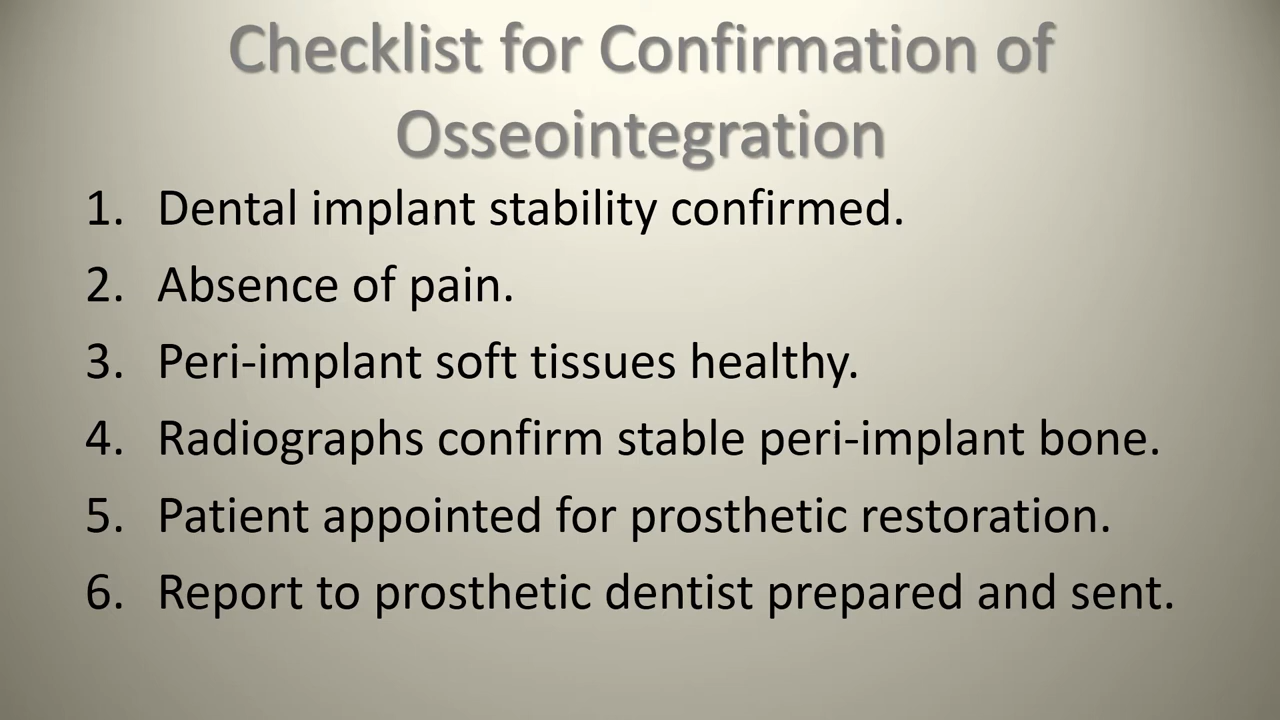 Checklist for Confirmation of
Osseointegration
1. Dental implant stability confirmed.
2. Absence of pain.
3. Peri-implant soft tissues healthy.
4. Radiographs confirm stable peri-implant bone.
5. Patient appointed for prosthetic restoration.
6. Report to prosthetic dentist prepared and sent.